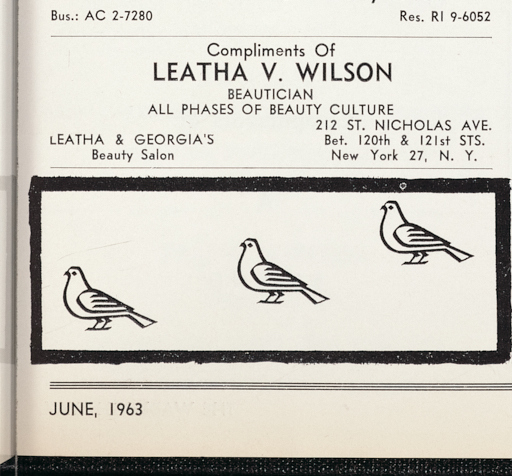 Bus.: AC 2-7280 Res. RI 9-6052
Compliments Of
LEATHA V. WILSON
BEAUTICIAN
ALL PHASES OF BEAUTY CULTURE
212 ST. NICHOLAS AVE.
LEATHA & GEORGIA'S Bet. 120th & 121st STS.
Beauty Salon New York 27, N. Y.
JUNE, 1963